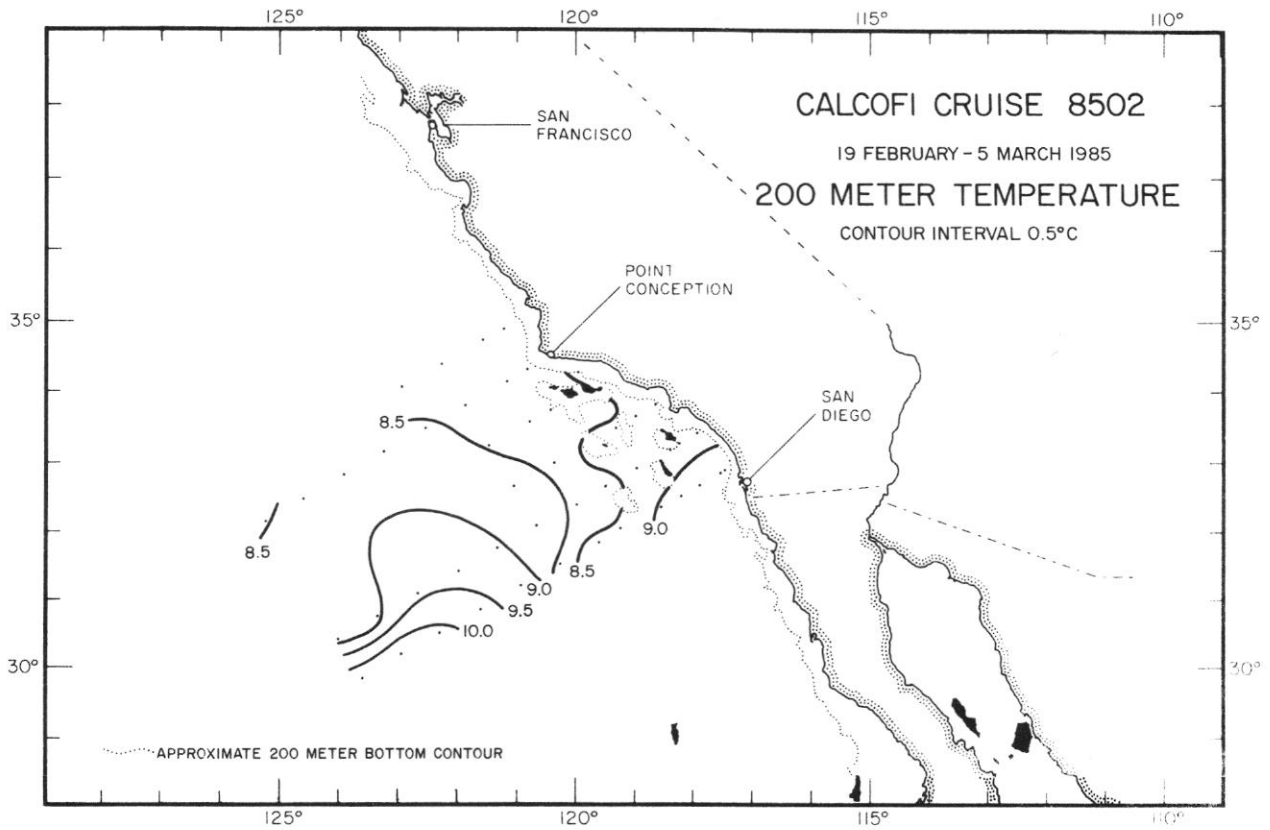 125°
120°
115°
110°
CALCOFI CRUISE 8502
19 FEBRUARY – 5 MARCH 1985
200 METER TEMPERATURE
CONTOUR INTERVAL 0.5°C
SAN
FRANCISCO
POINT
CONCEPTION
35°
35°
SAN
DIEGO
8.5
8.5
9.0
8.5
9.0
9.5
10.0
30°
30°
APPROXIMATE 200 METER BOTTOM CONTOUR
125°
120°
115°
110°